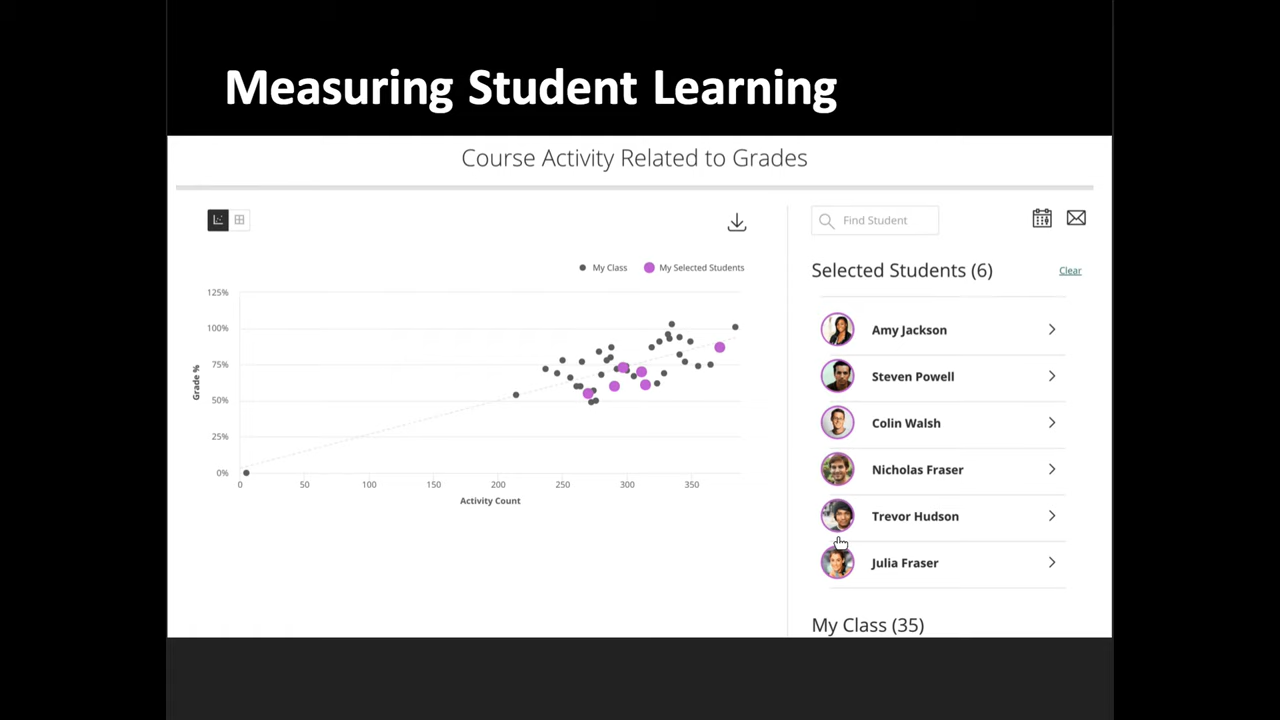 Measuring Student Learning
Course Activity Related to Grades
Find Student
My Class
My Selected Students
125%
100%
75%
50%
25%
0%
Grade %
0
50
100
150
200
250
300
350
Activity Count
Selected Students (6)
Clear
Amy Jackson
Steven Powell
Colin Walsh
Nicholas Fraser
Trevor Hudson
Julia Fraser
My Class (35)